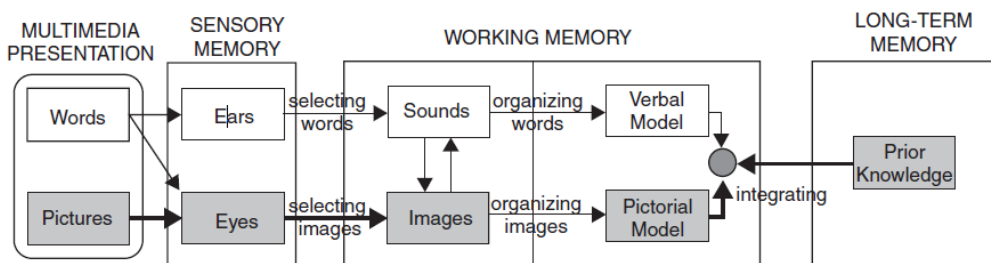 MULTIMEDIA
PRESENTATION
SENSORY
MEMORY
WORKING MEMORY
LONG-TERM
MEMORY
Words
Ears
selecting
words
Sounds
organizing
words
Verbal
Model
Pictures
Eyes
selecting
images
Images
organizing
images
Pictorial
Model
integrating
Prior
Knowledge